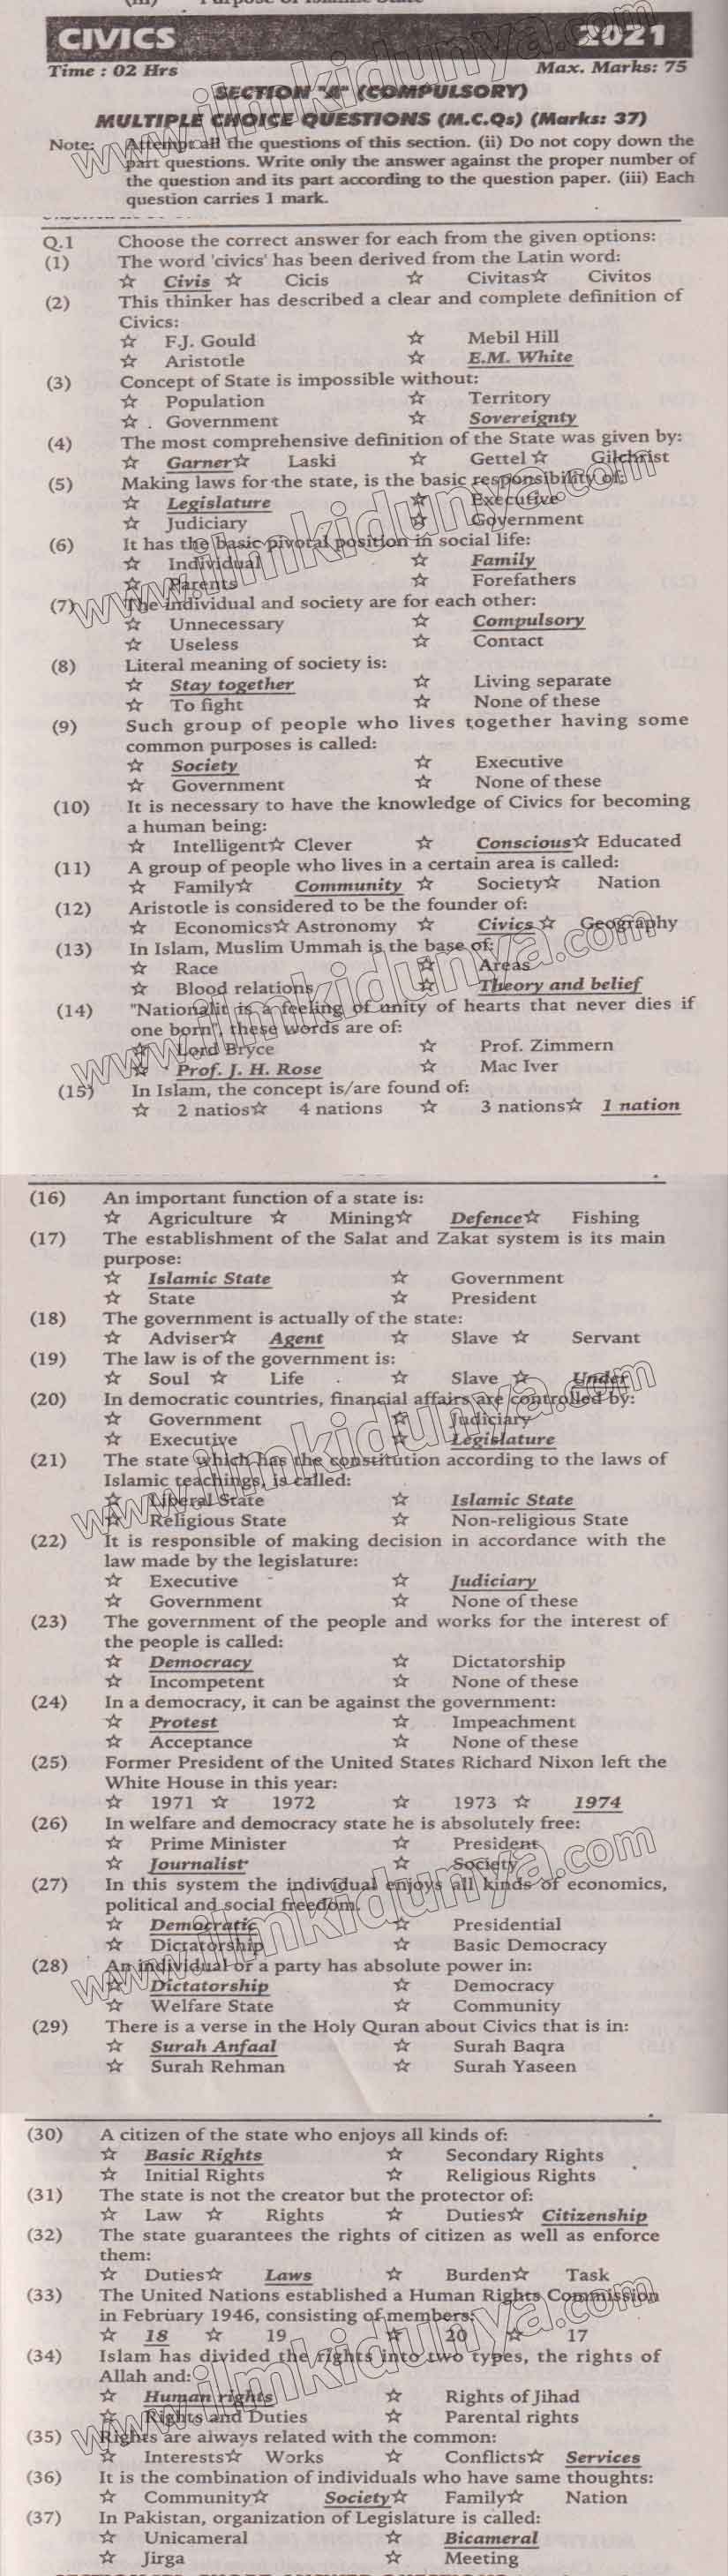 CIVICS 2021
Time : 02 Hrs Max. Marks: 75
SECTION "A" (COMPULSORY)
MULTIPLE CHOICE QUESTIONS (M.C.Qs) (Marks: 37)
Note: Attempt all the questions of this section. (ii) Do not copy down the
part questions. Write only the answer against the proper number of
the question and its part according to the question paper. (iii) Each
question carries 1 mark.
Q.1 Choose the correct answer for each from the given options:
(1) The word 'civics' has been derived from the Latin word:
☆ Civis ☆ Cicis ☆ Civitas☆ Civitos
(2) This thinker has described a clear and complete definition of
Civics:
☆ F.J. Gould ☆ Mebil Hill
☆ Aristotle ☆ E.M. White
(3) Concept of State is impossible without:
☆ Population ☆ Territory
☆ . Government ☆ Sovereignty
(4) The most comprehensive definition of the State was given by:
☆ Garner☆ Laski ☆ Gettel ☆ Gilchrist
(5) Making laws for the state, is the basic responsibility of:
☆ Legislature ☆ Executive
☆ Judiciary ☆ Government
(6) It has the basic pivotal position in social life:
☆ Individual ☆ Family
☆ Parents ☆ Forefathers
(7) The individual and society are for each other:
☆ Unnecessary ☆ Compulsory
☆ Useless ☆ Contact
(8) Literal meaning of society is:
☆ Stay together ☆ Living separate
☆ To fight ☆ None of these
(9) Such group of people who lives together having some
common purposes is called:
☆ Society ☆ Executive
☆ Government ☆ None of these
(10) It is necessary to have the knowledge of Civics for becoming
a human being:
☆ Intelligent☆ Clever ☆ Conscious☆ Educated
(11) A group of people who lives in a certain area is called:
☆ Family☆ Community ☆ Society☆ Nation
(12) Aristotle is considered to be the founder of:
☆ Economics☆ Astronomy ☆ Civics ☆ Geography
(13) In Islam, Muslim Ummah is the base of:
☆ Race ☆ Areas
☆ Blood relations ☆ Theory and belief
(14) "Nationalit is a feeling of unity of hearts that never dies if
one born", these words are of:
☆ Lord Bryce ☆ Prof. Zimmern
☆ Prof. J. H. Rose ☆ Mac Iver
(15) In Islam, the concept is/are found of:
☆ 2 natios☆ 4 nations ☆ 3 nations☆ 1 nation
(16) An important function of a state is:
☆ Agriculture ☆ Mining☆ Defence☆ Fishing
(17) The establishment of the Salat and Zakat system is its main
purpose:
☆ Islamic State ☆ Government
☆ State ☆ President
(18) The government is actually of the state:
☆ Adviser☆ Agent ☆ Slave ☆ Servant
(19) The law is of the government is:
☆ Soul ☆ Life ☆ Slave ☆ Under
(20) In democratic countries, financial affairs are controlled by:
☆ Government ☆ Judiciary
☆ Executive ☆ Legislature
(21) The state which has the constitution according to the laws of
Islamic teachings, is called:
☆ Liberal State ☆ Islamic State
☆ Religious State ☆ Non-religious State
(22) It is responsible of making decision in accordance with the
law made by the legislature:
☆ Executive ☆ Judiciary
☆ Government ☆ None of these
(23) The government of the people and works for the interest of
the people is called:
☆ Democracy ☆ Dictatorship
☆ Incompetent ☆ None of these
(24) In a democracy, it can be against the government:
☆ Protest ☆ Impeachment
☆ Acceptance ☆ None of these
(25) Former President of the United States Richard Nixon left the
White House in this year:
☆ 1971 ☆ 1972 ☆ 1973 ☆ 1974
(26) In welfare and democracy state he is absolutely free:
☆ Prime Minister ☆ President
☆ Journalist ☆ Society
(27) In this system the individual enjoys all kinds of economics,
political and social freedom.
☆ Democratic ☆ Presidential
☆ Dictatorship ☆ Basic Democracy
(28) An individual or a party has absolute power in:
☆ Dictatorship ☆ Democracy
☆ Welfare State ☆ Community
(29) There is a verse in the Holy Quran about Civics that is in:
☆ Surah Anfaal ☆ Surah Baqra
☆ Surah Rehman ☆ Surah Yaseen
(30) A citizen of the state who enjoys all kinds of:
☆ Basic Rights ☆ Secondary Rights
☆ Initial Rights ☆ Religious Rights
(31) The state is not the creator but the protector of:
☆ Law ☆ Rights ☆ Duties☆ Citizenship
(32) The state guarantees the rights of citizen as well as enforce
them:
☆ Duties☆ Laws ☆ Burden☆ Task
(33) The United Nations established a Human Rights Commission
in February 1946, consisting of members:
☆ 18 ☆ 19 ☆ 20 ☆ 17
(34) Islam has divided the rights into two types, the rights of
Allah and:
☆ Human rights ☆ Rights of Jihad
☆ Rights and Duties ☆ Parental rights
(35) Rights are always related with the common:
☆ Interests☆ Works ☆ Conflicts☆ Services
(36) It is the combination of individuals who have same thoughts:
☆ Community☆ Society☆ Family☆ Nation
(37) In Pakistan, organization of Legislature is called:
☆ Unicameral ☆ Bicameral
☆ Jirga ☆ Meeting
www.ilmkidunya.com
www.ilmkidunya.com
www.ilmkidunya.com
www.ilmkidunya.com
www.ilmkidunya.com
www.ilmkidunya.com